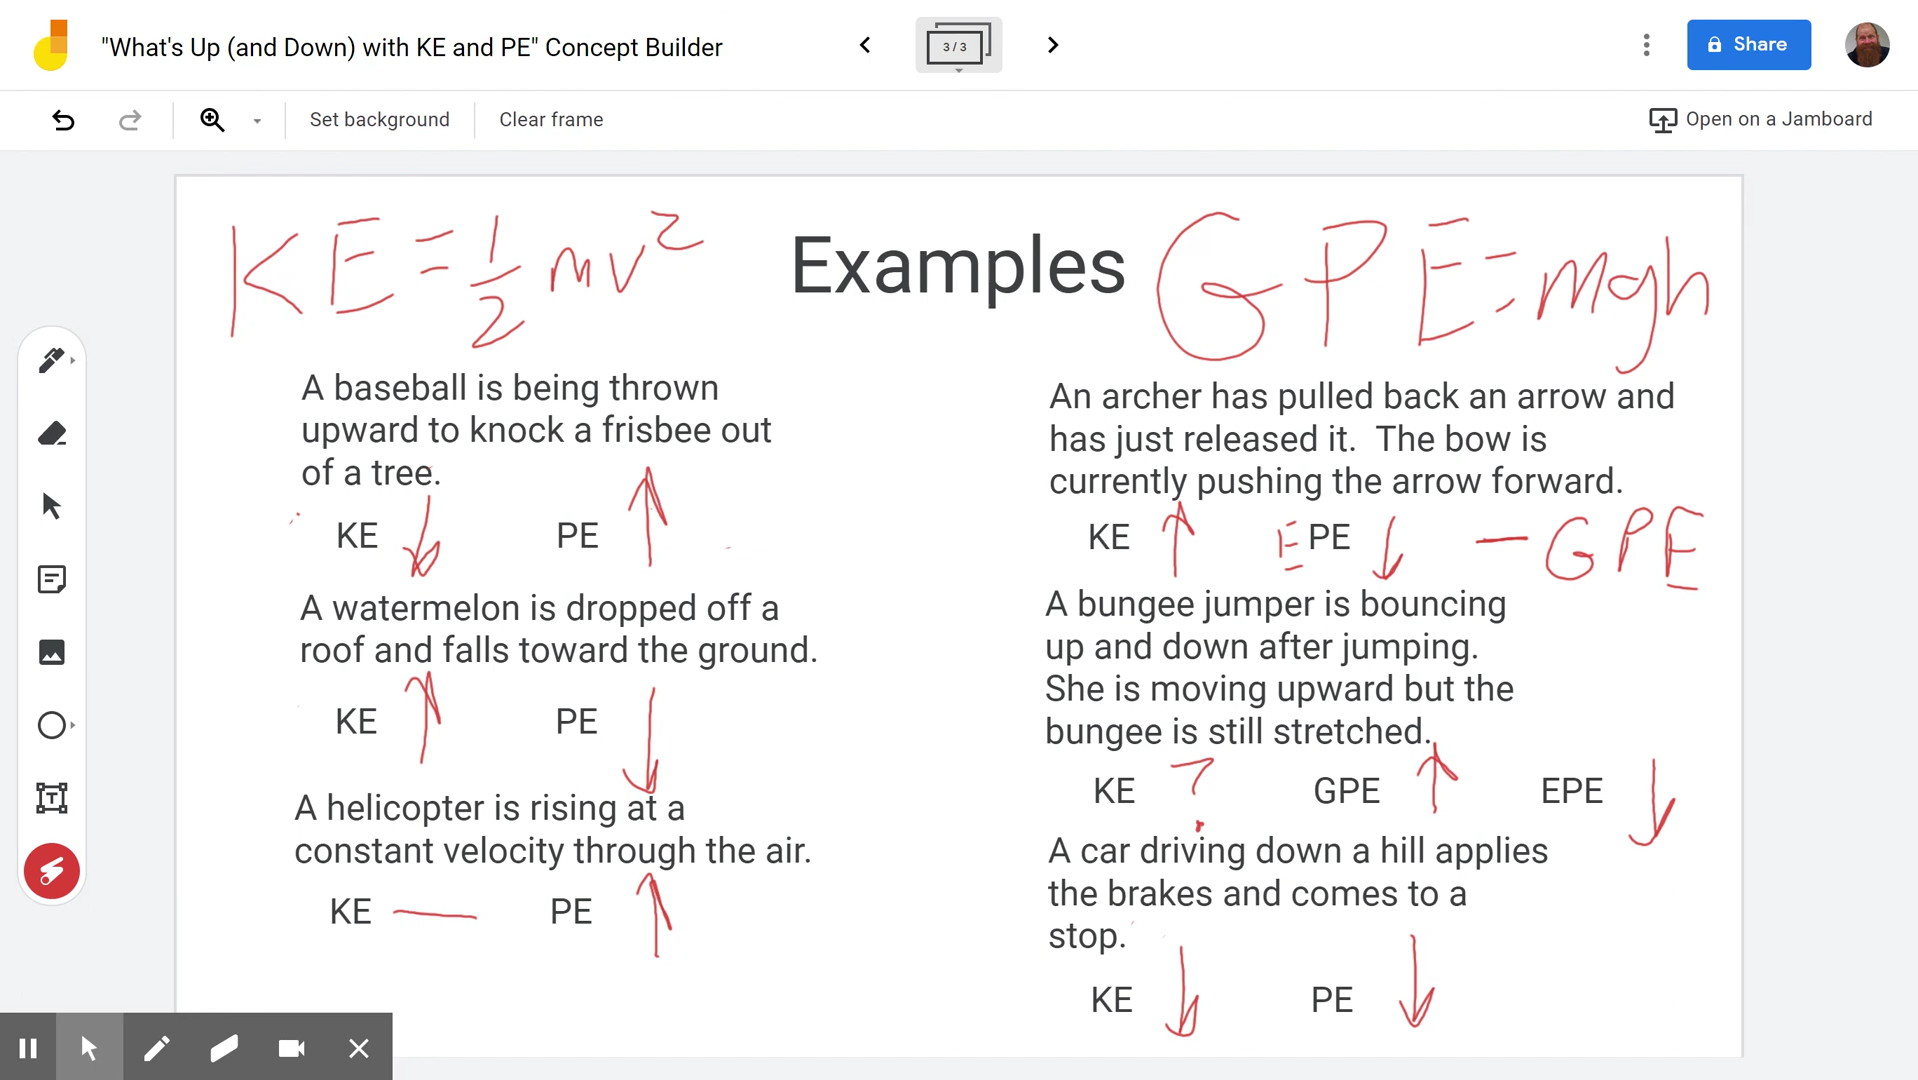 "What's Up (and Down) with KE and PE" Concept Builder
3 / 3
Share
Set background
Clear frame
Open on a Jamboard
KE = 1/2 mv²
Examples
GPE = mgh
A baseball is being thrown
upward to knock a frisbee out
of a tree.
KE ↓ PE ↑
A watermelon is dropped off a
roof and falls toward the ground.
KE ↑ PE ↓
A helicopter is rising at a
constant velocity through the air.
KE — PE ↑
An archer has pulled back an arrow and
has just released it. The bow is
currently pushing the arrow forward.
KE ↑ EPE ↓ — GPE
A bungee jumper is bouncing
up and down after jumping.
She is moving upward but the
bungee is still stretched.
KE ? GPE ↑ EPE ↓
A car driving down a hill applies
the brakes and comes to a
stop.
KE ↓ PE ↓